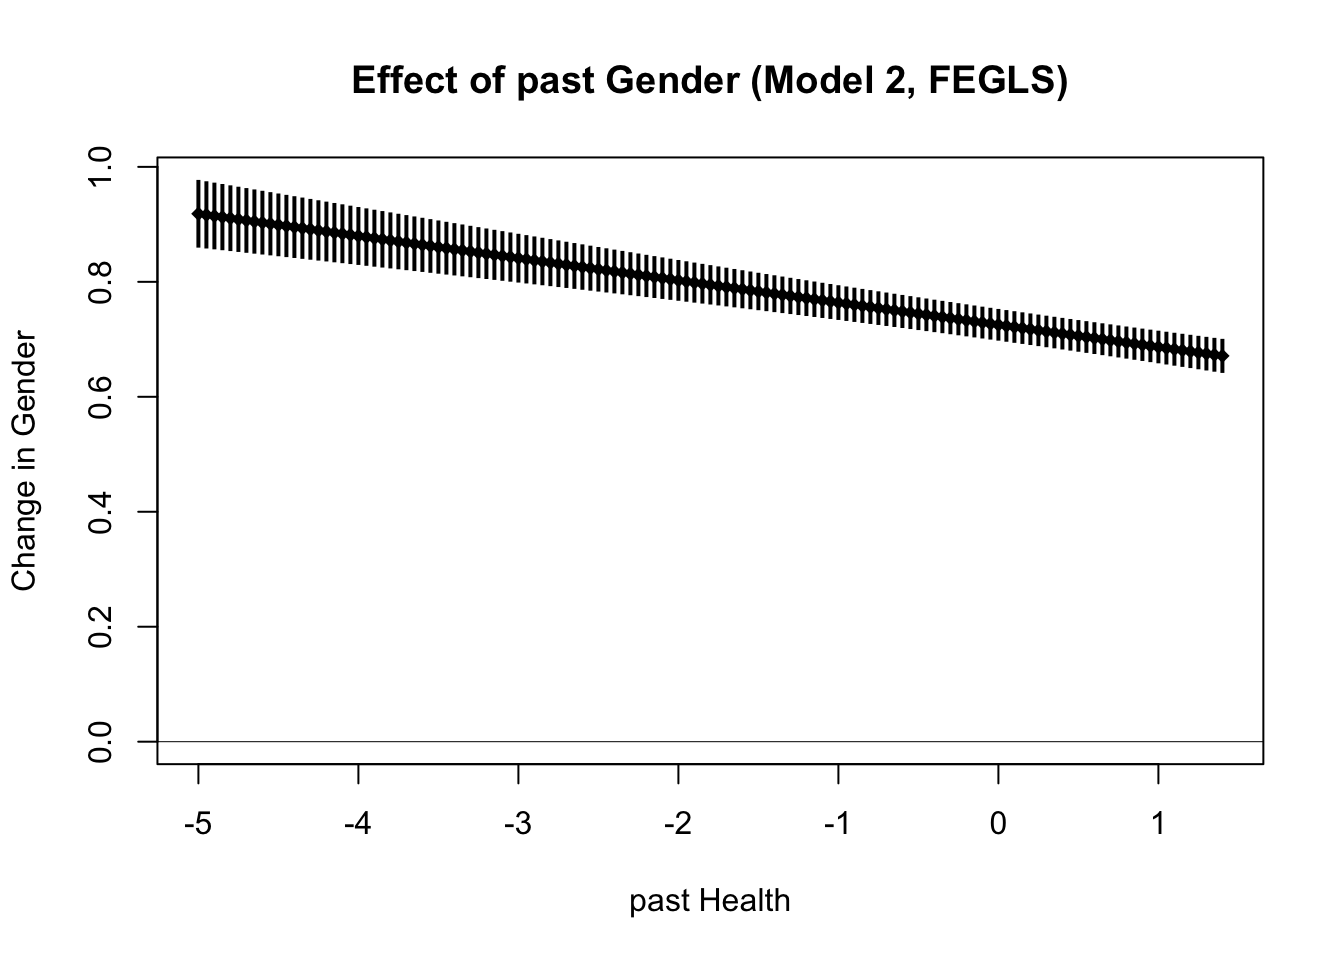 Effect of past Gender (Model 2, FEGLS)
Change in Gender
1.0
0.8
0.6
0.4
0.2
0.0
-5 -4 -3 -2 -1 0 1
past Health